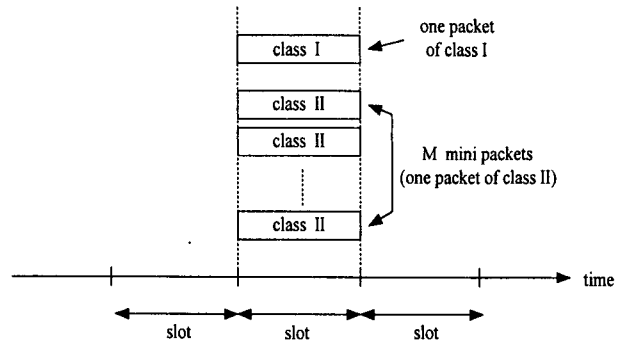 one packet
of class I
class I
class II
class II
M mini packets
(one packet of class II)
class II
time
slot
slot
slot